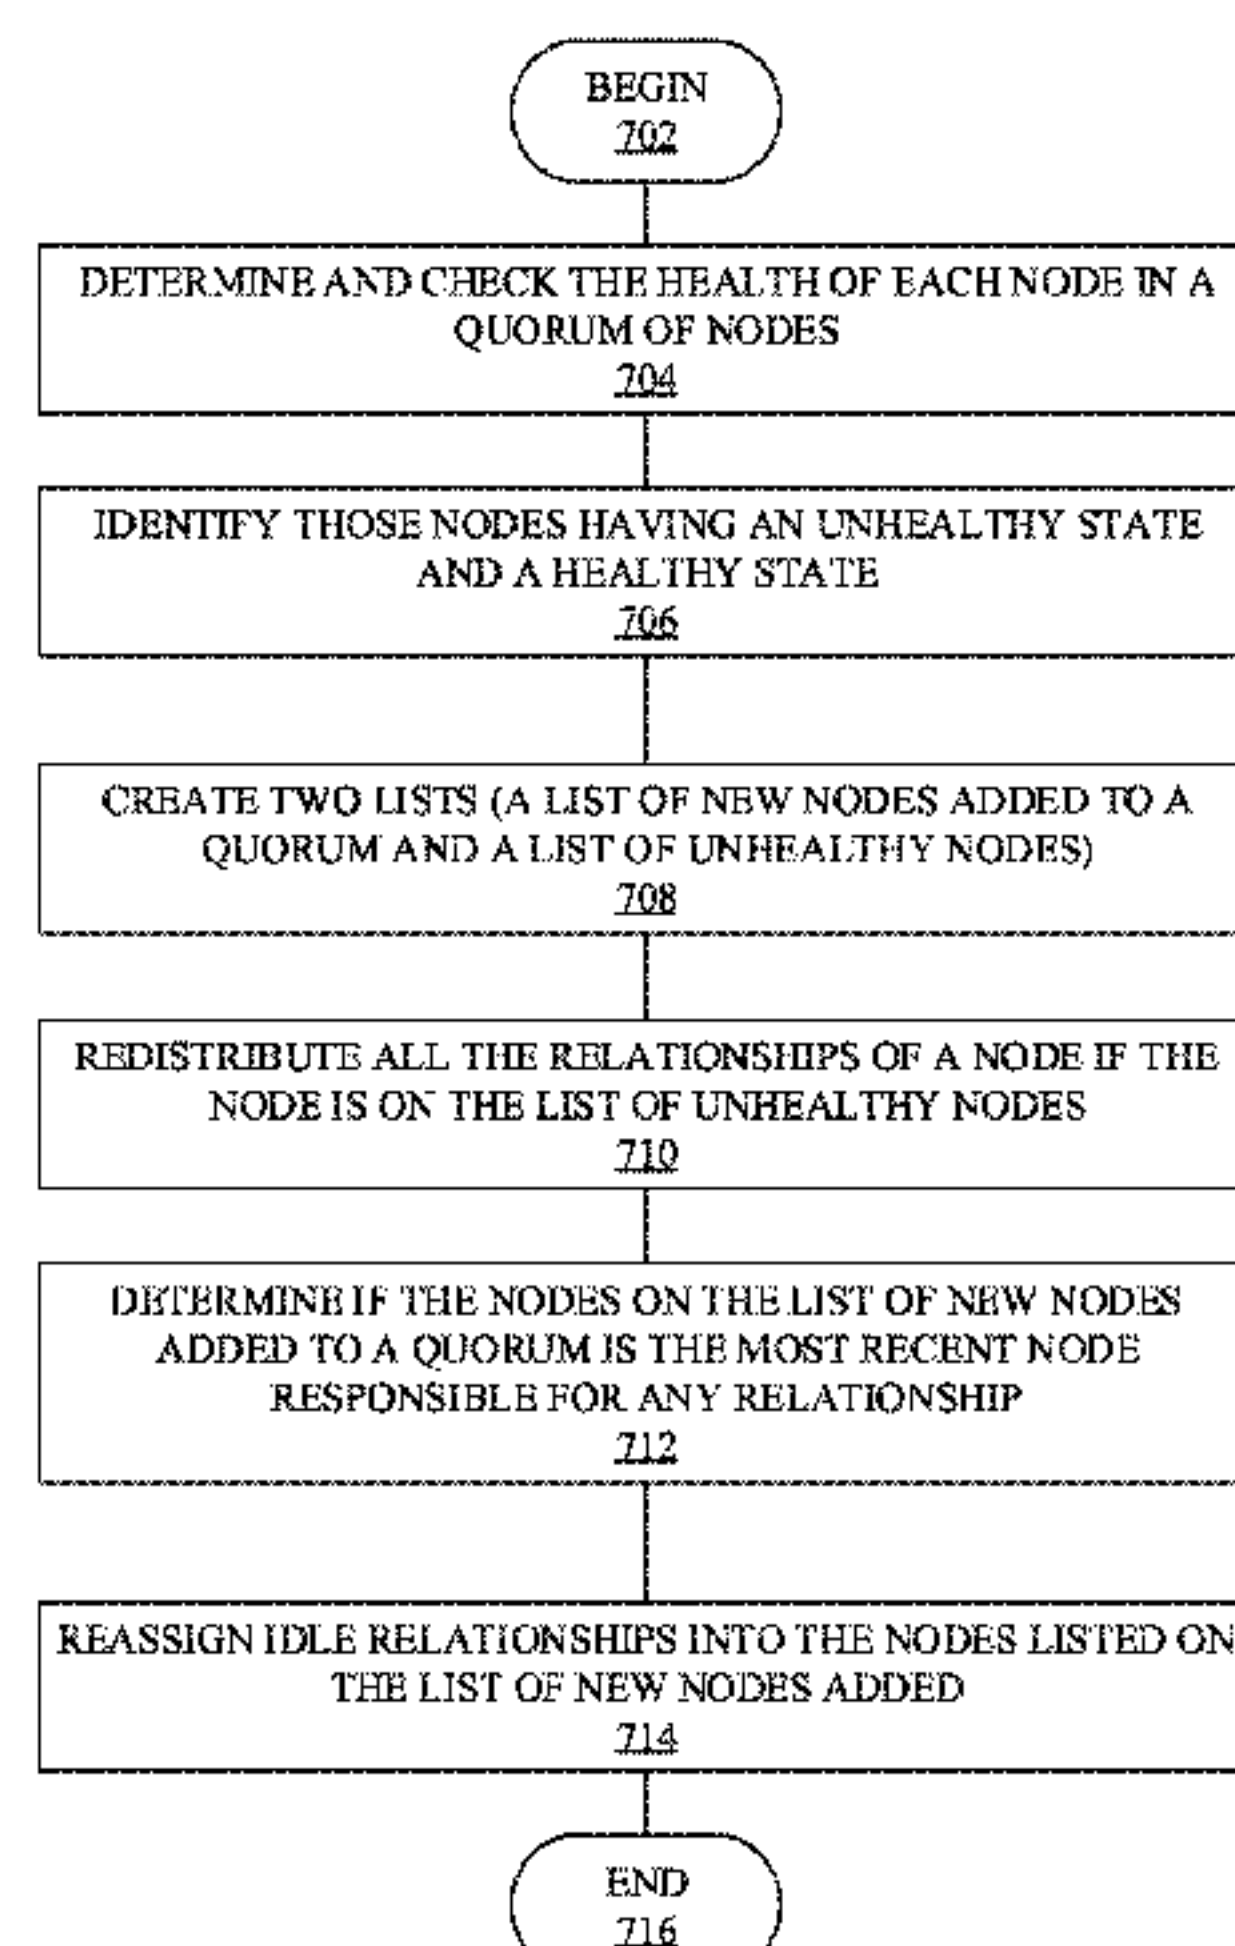 BEGIN
702
DETERMINE AND CHECK THE HEALTH OF EACH NODE IN A
QUORUM OF NODES
704
IDENTIFY THOSE NODES HAVING AN UNHEALTHY STATE
AND A HEALTHY STATE
706
CREATE TWO LISTS (A LIST OF NEW NODES ADDED TO A
QUORUM AND A LIST OF UNHEALTHY NODES)
708
REDISTRIBUTE ALL THE RELATIONSHIPS OF A NODE IF THE
NODE IS ON THE LIST OF UNHEALTHY NODES
710
DETERMINE IF THE NODES ON THE LIST OF NEW NODES
ADDED TO A QUORUM IS THE MOST RECENT NODE
RESPONSIBLE FOR ANY RELATIONSHIP
712
REASSIGN IDLE RELATIONSHIPS INTO THE NODES LISTED ON
THE LIST OF NEW NODES ADDED
714
END
716